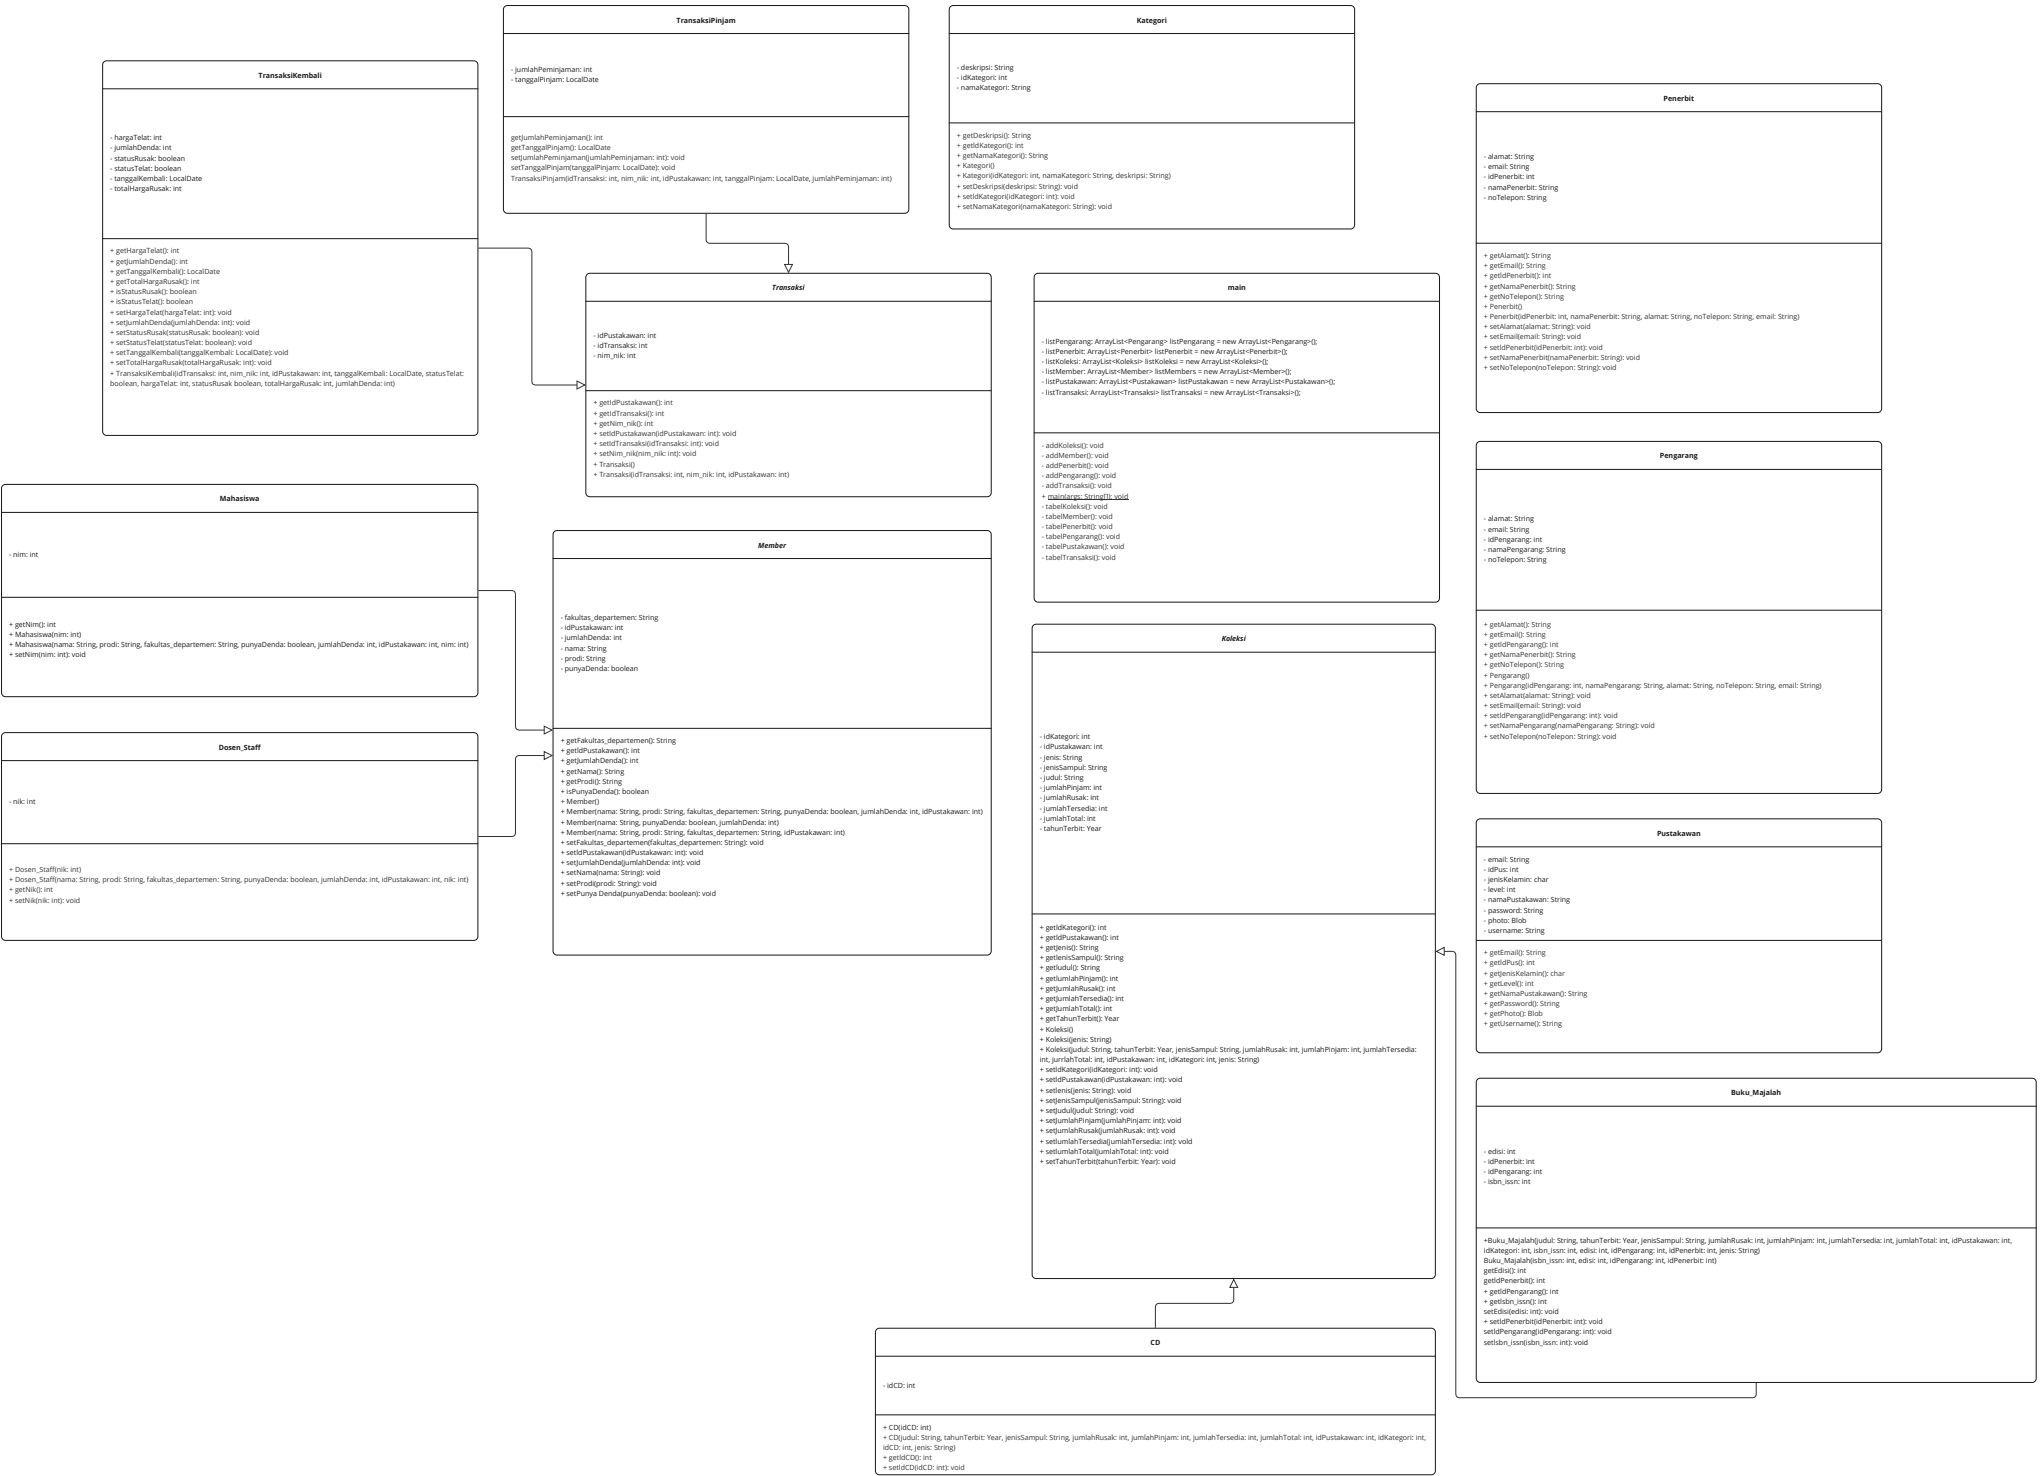 TransaksiPinjam
- jumlahPeminjaman: int
- tanggalPinjam: LocalDate
getJumlahPeminjaman(): int
getTanggalPinjam(): LocalDate
setJumlahPeminjaman(jumlahPeminjaman: int): void
setTanggalPinjam(tanggalPinjam: LocalDate): void
TransaksiPinjam(idTransaksi: int, nim_nik: int, idPustakawan: int, tanggalPinjam: LocalDate, jumlahPeminjaman: int)
Kategori
- deskripsi: String
- idKategori: int
- namaKategori: String
+ getDeskripsi(): String
+ getIdKategori(): int
+ getNamaKategori(): String
+ Kategori()
+ Kategori(idKategori: int, namaKategori: String, deskripsi: String)
+ setDeskripsi(deskripsi: String): void
+ setIdKategori(idKategori: int): void
+ setNamaKategori(namaKategori: String): void
TransaksiKembali
- hargaTelat: int
- jumlahDenda: int
- statusRusak: boolean
- statusTelat: boolean
- tanggalKembali: LocalDate
- totalHargaRusak: int
+ getHargaTelat(): int
+ getJumlahDenda(): int
+ getTanggalKembali(): LocalDate
+ getTotalHargaRusak(): int
+ isStatusRusak(): boolean
+ isStatusTelat(): boolean
+ setHargaTelat(hargaTelat: int): void
+ setJumlahDenda(jumlahDenda: int): void
+ setStatusRusak(statusRusak: boolean): void
+ setStatusTelat(statusTelat: boolean): void
+ setTanggalKembali(tanggalKembali: LocalDate): void
+ setTotalHargaRusak(totalHargaRusak: int): void
+ TransaksiKembali(idTransaksi: int, nim_nik: int, idPustakawan: int, tanggalKembali: LocalDate, statusTelat:
boolean, hargaTelat: int, statusRusak boolean, totalHargaRusak: int, jumlahDenda: int)
Penerbit
- alamat: String
- email: String
- idPenerbit: int
- namaPenerbit: String
- noTelepon: String
+ getAlamat(): String
+ getEmail(): String
+ getIdPenerbit(): int
+ getNamaPenerbit(): String
+ getNoTelepon(): String
+ Penerbit()
+ Penerbit(idPenerbit: int, namaPenerbit: String, alamat: String, noTelepon: String, email: String)
+ setAlamat(alamat: String): void
+ setEmail(email: String): void
+ setIdPenerbit(idPenerbit: int): void
+ setNamaPenerbit(namaPenerbit: String): void
+ setNoTelepon(noTelepon: String): void
Transaksi
- idPustakawan: int
- idTransaksi: int
- nim_nik: int
+ getIdPustakawan(): int
+ getIdTransaksi(): int
+ getNim_nik(): int
+ setIdPustakawan(idPustakawan: int): void
+ setIdTransaksi(idTransaksi: int): void
+ setNim_nik(nim_nik: int): void
+ Transaksi()
+ Transaksi(idTransaksi: int, nim_nik: int, idPustakawan: int)
main
- listPengarang: ArrayList<Pengarang> listPengarang = new ArrayList<Pengarang>();
- listPenerbit: ArrayList<Penerbit> listPenerbit = new ArrayList<Penerbit>();
- listKoleksi: ArrayList<Koleksi> listKoleksi = new ArrayList<Koleksi>();
- listMember: ArrayList<Member> listMembers = new ArrayList<Member>();
- listPustakawan: ArrayList<Pustakawan> listPustakawan = new ArrayList<Pustakawan>();
- listTransaksi: ArrayList<Transaksi> listTransaksi = new ArrayList<Transaksi>();
- addKoleksi(): void
- addMember(): void
- addPenerbit(): void
- addPengarang(): void
- addTransaksi(): void
+ main(args: String[]): void
- tabelKoleksi(): void
- tabelMember(): void
- tabelPenerbit(): void
- tabelPengarang(): void
- tabelPustakawan(): void
- tabelTransaksi(): void
Pengarang
- alamat: String
- email: String
- idPengarang: int
- namaPengarang: String
- noTelepon: String
+ getAlamat(): String
+ getEmail(): String
+ getIdPengarang(): int
+ getNamaPenerbit(): String
+ getNoTelepon(): String
+ Pengarang()
+ Pengarang(idPengarang: int, namaPengarang: String, alamat: String, noTelepon: String, email: String)
+ setAlamat(alamat: String): void
+ setEmail(email: String): void
+ setIdPengarang(idPengarang: int): void
+ setNamaPengarang(namaPengarang: String): void
+ setNoTelepon(noTelepon: String): void
Mahasiswa
- nim: int
+ getNim(): int
+ Mahasiswa(nim: int)
+ Mahasiswa(nama: String, prodi: String, fakultas_departemen: String, punyaDenda: boolean, jumlahDenda: int, idPustakawan: int, nim: int)
+ setNim(nim: int): void
Member
- fakultas_departemen: String
- idPustakawan: int
- jumlahDenda: int
- nama: String
- prodi: String
- punyaDenda: boolean
+ getFakultas_departemen(): String
+ getIdPustakawan(): int
+ getJumlahDenda(): int
+ getNama(): String
+ getProdi(): String
+ isPunyaDenda(): boolean
+ Member()
+ Member(nama: String, prodi: String, fakultas_departemen: String, punyaDenda: boolean, jumlahDenda: int, idPustakawan: int)
+ Member(nama: String, punyaDenda: boolean, jumlahDenda: int)
+ Member(nama: String, prodi: String, fakultas_departemen: String, idPustakawan: int)
+ setFakultas_departemen(fakultas_departemen: String): void
+ setIdPustakawan(idPustakawan: int): void
+ setJumlahDenda(jumlahDenda: int): void
+ setNama(nama: String): void
+ setProdi(prodi: String): void
+ setPunya Denda(punyaDenda: boolean): void
Dosen_Staff
- nik: int
+ Dosen_Staff(nik: int)
+ Dosen_Staff(nama: String, prodi: String, fakultas_departemen: String, punyaDenda: boolean, jumlahDenda: int, idPustakawan: int, nik: int)
+ getNik(): int
+ setNik(nik: int): void
Koleksi
- idKategori: int
- idPustakawan: int
- jenis: String
- jenisSampul: String
- judul: String
- jumlahPinjam: int
- jumlahRusak: int
- jumlahTersedia: int
- jumlahTotal: int
- tahunTerbit: Year
+ getIdKategori(): int
+ getIdPustakawan(): int
+ getJenis(): String
+ getlenisSampul(): String
+ getludul(): String
+ getlumlahPinjam(): int
+ getJumlahRusak(): int
+ getJumlahTersedia(): int
+ getJumlahTotal(): int
+ getTahunTerbit(): Year
+ Koleksi()
+ Koleksi(jenis: String)
+ Koleksi(judul: String, tahunTerbit: Year, jenisSampul: String, jumlahRusak: int, jumlahPinjam: int, jumlahTersedia:
int, jurrlahTotal: int, idPustakawan: int, idKategori: int, jenis: String)
+ setIdKategori(idKategori: int): void
+ setIdPustakawan(idPustakawan: int): void
+ setlenis(jenis: String): void
+ setJenisSampul(jenisSampul: String): void
+ setJudul(judul: String): void
+ setJumlahPinjam(jumlahPinjam: int): void
+ setJumlahRusak(jumlahRusak: int): void
+ setlumlahTersedia(jumlahTersedia: int): vold
+ setlumlahTotal(jumlahTotal: int): void
+ setTahunTerbit(tahunTerbit: Year): void
Pustakawan
- email: String
- idPus: int
- jenisKelamin: char
- level: int
- namaPustakawan: String
- password: String
- photo: Blob
- username: String
+ getEmail(): String
+ getIdPus(): int
+ getJenisKelamin(): char
+ getLevel(): int
+ getNamaPustakawan(): String
+ getPassword(): String
+ getPhoto(): Blob
+ getUsername(): String
Buku_Majalah
- edisi: int
- idPenerbit: int
- idPengarang: int
- isbn_issn: int
+Buku_Majalah(judul: String, tahunTerbit: Year, jenisSampul: String, jumlahRusak: int, jumlahPinjam: int, jumlahTersedia: int, jumlahTotal: int, idPustakawan: int,
idKategori: int, isbn_issn: int, edisi: int, idPengarang: int, idPenerbit: int, jenis: String)
Buku_Majalah(isbn_issn: int, edisi: int, idPengarang: int, idPenerbit: int)
getEdisi(): int
getIdPenerbit(): int
+ getIdPengarang(): int
+ getIsbn_issn(): int
setEdisi(edisi: int): void
+ setIdPenerbit(idPenerbit: int): void
setIdPengarang(idPengarang: int): void
setIsbn_issn(isbn_issn: int): void
CD
- idCD: int
+ CD(idCD: int)
+ CD(judul: String, tahunTerbit: Year, jenisSampul: String, jumlahRusak: int, jumlahPinjam: int, jumlahTersedia: int, jumlahTotal: int, idPustakawan: int, idKategori: int,
idCD: int, jenis: String)
+ getIdCD(): int
+ setIdCD(idCD: int): void